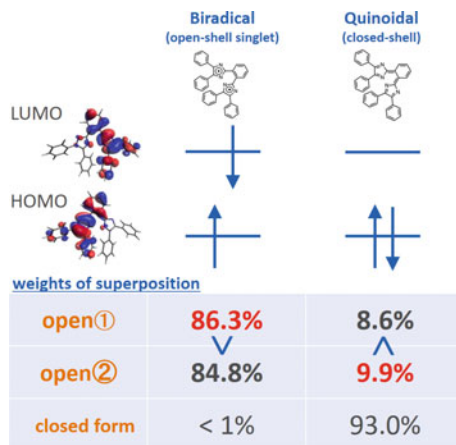 Biradical Quinoidal
(open-shell singlet) (closed-shell)
LUMO
HOMO
weights of superposition
open① 86.3% 8.6%
open② 84.8% 9.9%
closed form < 1% 93.0%